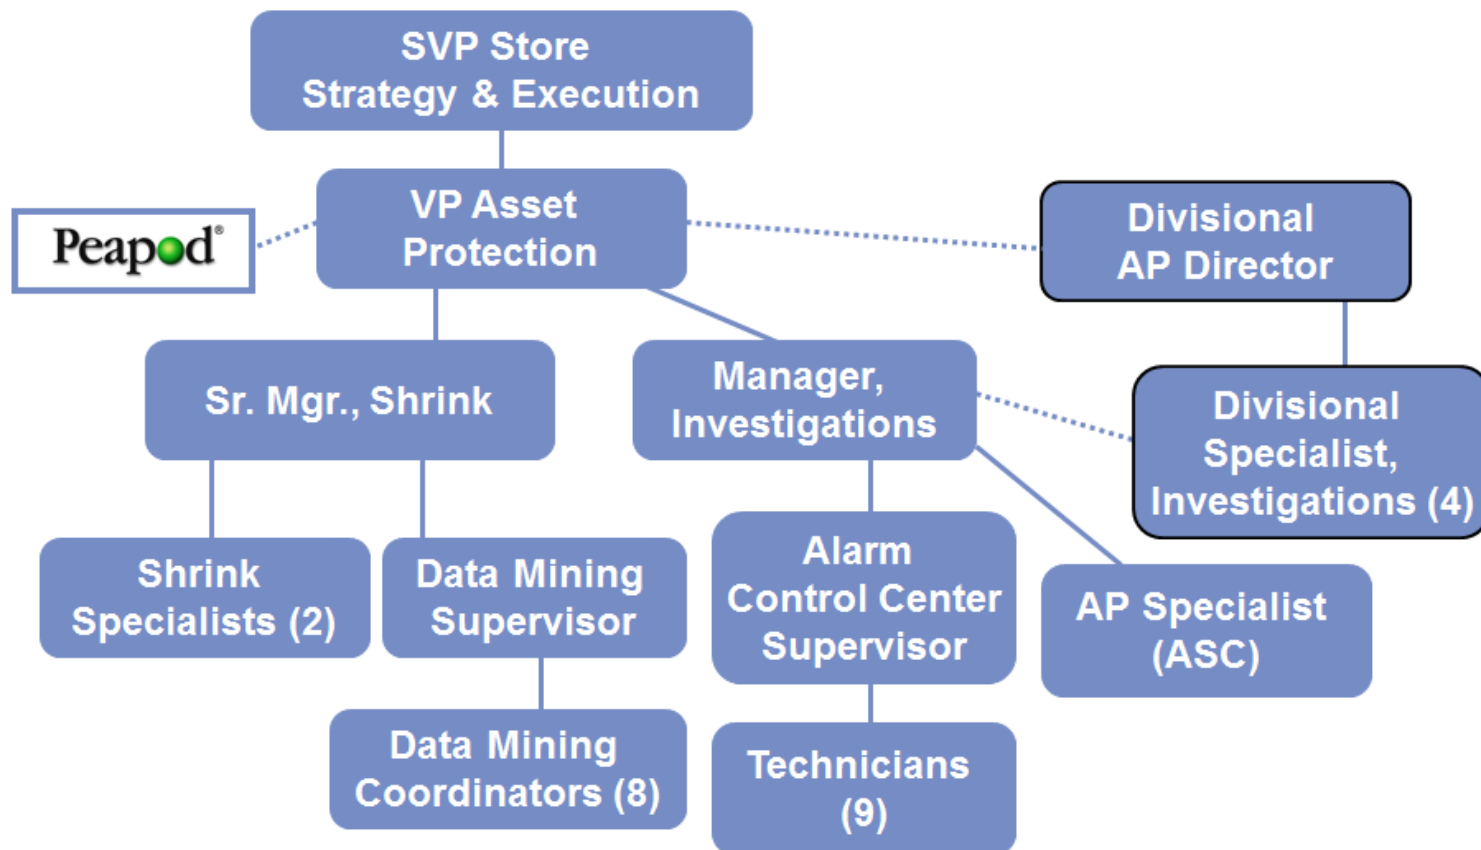 SVP Store
Strategy & Execution
VP Asset
Protection
Peapod®
Divisional
AP Director
Sr. Mgr., Shrink
Manager,
Investigations
Divisional
Specialist,
Investigations (4)
Shrink
Specialists (2)
Data Mining
Supervisor
Alarm
Control Center
Supervisor
AP Specialist
(ASC)
Data Mining
Coordinators (8)
Technicians
(9)